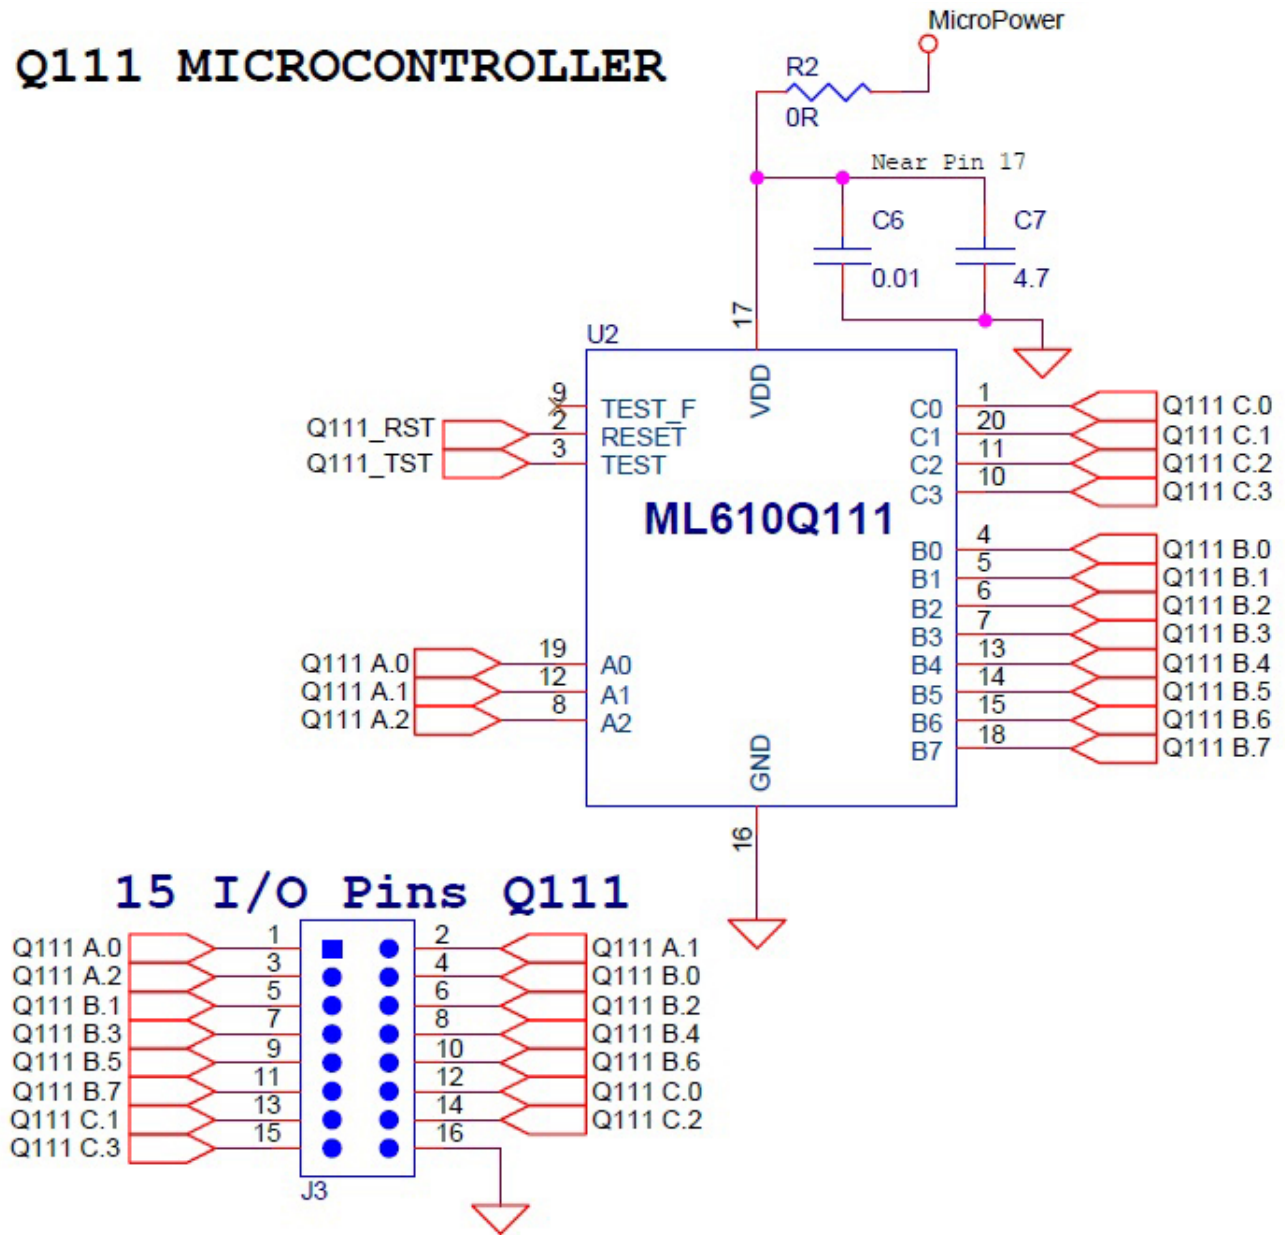 MicroPower
Q111 MICROCONTROLLER
R2
0R
Near Pin 17
C6
C7
0.01
4.7
17
U2
VDD
9
TEST_F
C0
1
Q111 C.0
Q111_RST
2
RESET
C1
20
Q111 C.1
Q111_TST
3
TEST
C2
11
Q111 C.2
C3
10
Q111 C.3
ML610Q111
B0
4
Q111 B.0
B1
5
Q111 B.1
B2
6
Q111 B.2
B3
7
Q111 B.3
Q111 A.0
19
A0
B4
13
Q111 B.4
Q111 A.1
12
A1
B5
14
Q111 B.5
Q111 A.2
8
A2
B6
15
Q111 B.6
B7
18
Q111 B.7
GND
16
15 I/O Pins Q111
Q111 A.0
1
2
Q111 A.1
Q111 A.2
3
4
Q111 B.0
Q111 B.1
5
6
Q111 B.2
Q111 B.3
7
8
Q111 B.4
Q111 B.5
9
10
Q111 B.6
Q111 B.7
11
12
Q111 C.0
Q111 C.1
13
14
Q111 C.2
Q111 C.3
15
16
J3